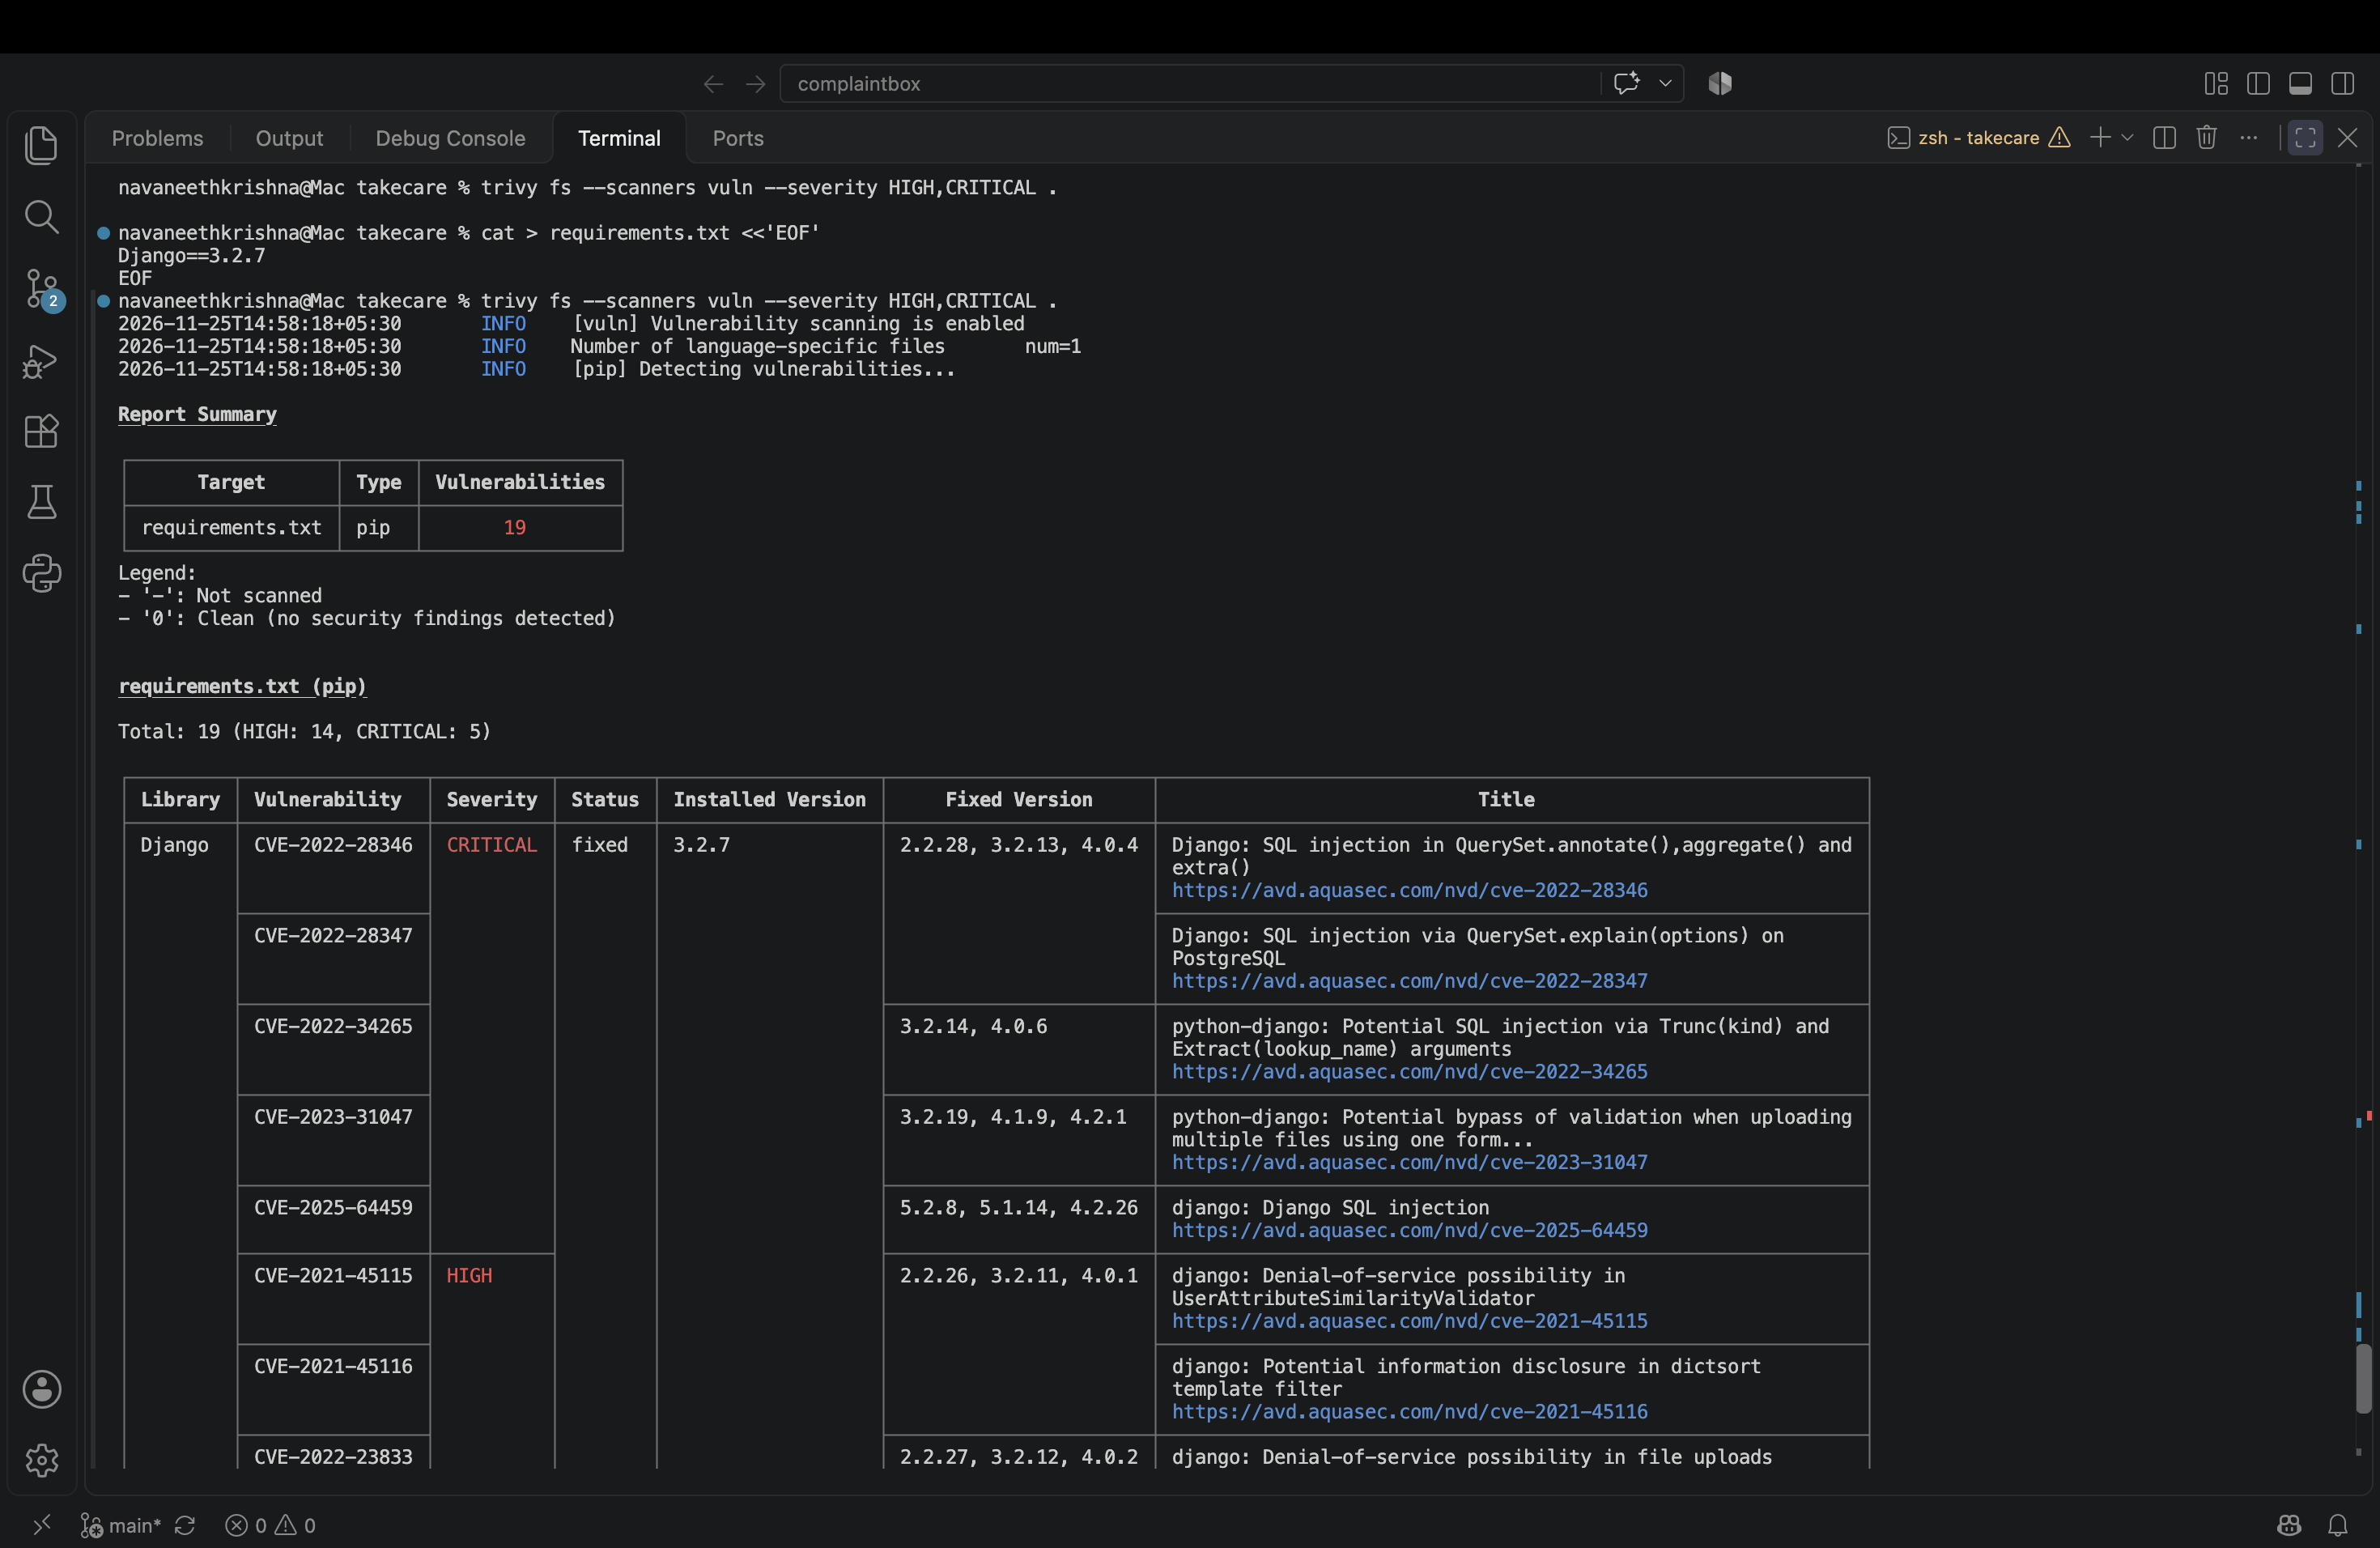 complaintbox
Problems Output Debug Console Terminal Ports
zsh - takecare
navaneethkrishna@Mac takecare % trivy fs --scanners vuln --severity HIGH,CRITICAL .
navaneethkrishna@Mac takecare % cat > requirements.txt <<'EOF'
Django==3.2.7
EOF
navaneethkrishna@Mac takecare % trivy fs --scanners vuln --severity HIGH,CRITICAL .
2026-11-25T14:58:18+05:30 INFO [vuln] Vulnerability scanning is enabled
2026-11-25T14:58:18+05:30 INFO Number of language-specific files num=1
2026-11-25T14:58:18+05:30 INFO [pip] Detecting vulnerabilities...
Report Summary
Target Type Vulnerabilities
requirements.txt pip 19
Legend:
- '-': Not scanned
- '0': Clean (no security findings detected)
requirements.txt (pip)
Total: 19 (HIGH: 14, CRITICAL: 5)
Library Vulnerability Severity Status Installed Version Fixed Version Title
Django CVE-2022-28346 CRITICAL fixed 3.2.7 2.2.28, 3.2.13, 4.0.4 Django: SQL injection in QuerySet.annotate(),aggregate() and
extra()
https://avd.aquasec.com/nvd/cve-2022-28346
CVE-2022-28347 Django: SQL injection via QuerySet.explain(options) on
PostgreSQL
https://avd.aquasec.com/nvd/cve-2022-28347
CVE-2022-34265 3.2.14, 4.0.6 python-django: Potential SQL injection via Trunc(kind) and
Extract(lookup_name) arguments
https://avd.aquasec.com/nvd/cve-2022-34265
CVE-2023-31047 3.2.19, 4.1.9, 4.2.1 python-django: Potential bypass of validation when uploading
multiple files using one form...
https://avd.aquasec.com/nvd/cve-2023-31047
CVE-2025-64459 5.2.8, 5.1.14, 4.2.26 django: Django SQL injection
https://avd.aquasec.com/nvd/cve-2025-64459
CVE-2021-45115 HIGH 2.2.26, 3.2.11, 4.0.1 django: Denial-of-service possibility in
UserAttributeSimilarityValidator
https://avd.aquasec.com/nvd/cve-2021-45115
CVE-2021-45116 django: Potential information disclosure in dictsort
template filter
https://avd.aquasec.com/nvd/cve-2021-45116
CVE-2022-23833 2.2.27, 3.2.12, 4.0.2 django: Denial-of-service possibility in file uploads
2
main* 0 0